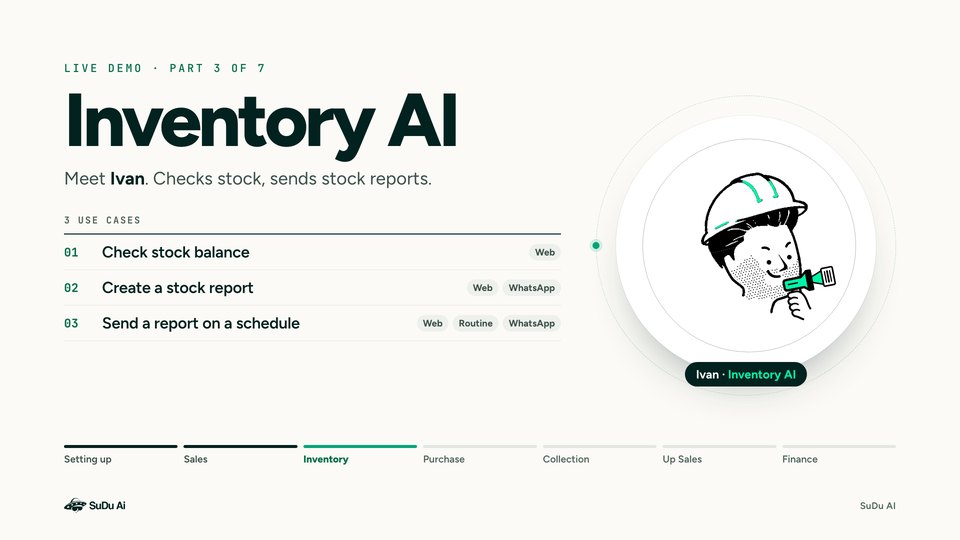 LIVE DEMO · PART 3 OF 7
Inventory AI
Meet Ivan. Checks stock, sends stock reports.
3 USE CASES
01 Check stock balance Web
02 Create a stock report Web WhatsApp
03 Send a report on a schedule Web Routine WhatsApp
Ivan · Inventory AI
Setting up Sales Inventory Purchase Collection Up Sales Finance
SuDu Ai SuDu AI